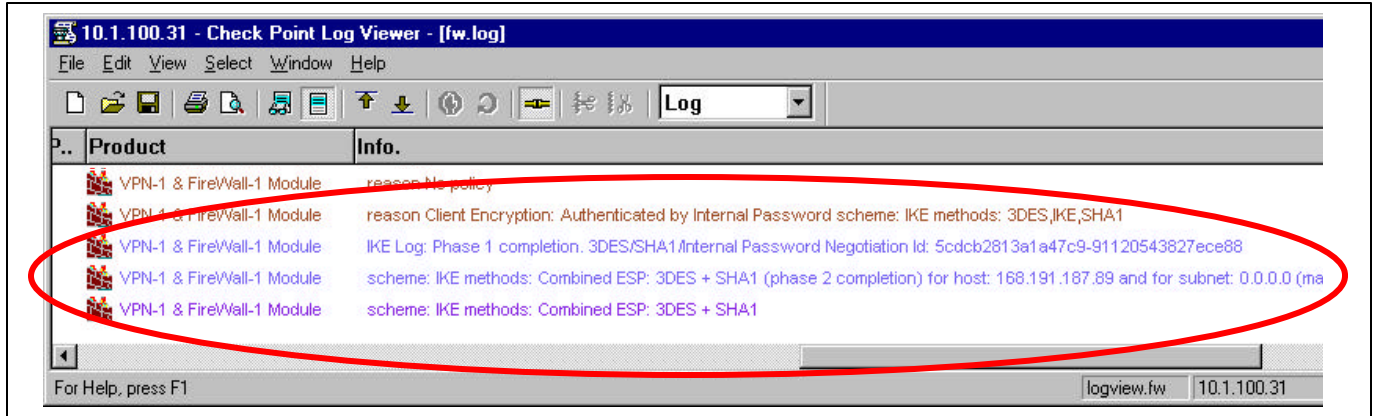 10.1.100.31 - Check Point Log Viewer - [fw.log]
File Edit View Select Window Help
Log
P.. Product Info.
VPN-1 & FireWall-1 Module reason No policy
VPN-1 & FireWall-1 Module reason Client Encryption: Authenticated by Internal Password scheme: IKE methods: 3DES,IKE,SHA1
VPN-1 & FireWall-1 Module IKE Log: Phase 1 completion. 3DES/SHA1/Internal Password Negotiation Id: 5cdcb2813a1a47c9-91120543827ece88
VPN-1 & FireWall-1 Module scheme: IKE methods: Combined ESP: 3DES + SHA1 (phase 2 completion) for host: 168.191.187.89 and for subnet: 0.0.0.0 (ma
VPN-1 & FireWall-1 Module scheme: IKE methods: Combined ESP: 3DES + SHA1
For Help, press F1 logview.fw 10.1.100.31